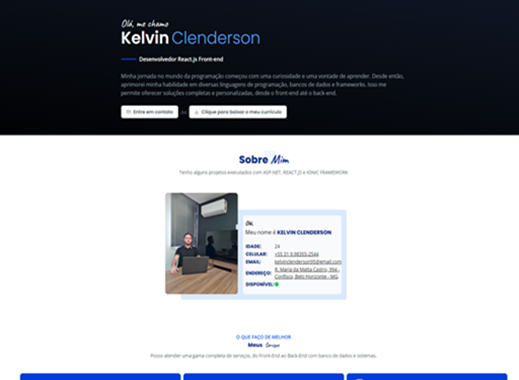 Olá, me chamo
Kelvin Clenderson
Desenvolvedor React.js Front-end
Minha jornada no mundo da programação começou com uma curiosidade e uma vontade de aprender. Desde então,
aprimorei minha habilidade em diversas linguagens de programação, bancos de dados e frameworks. Isso me
permite oferecer soluções completas e personalizadas, desde o front-end até o back-end.
Entre em contato
Clique para baixar o meu currículo
Sobre Mim
Tenho alguns projetos executados com ASP.NET, REACT.JS e IONIC FRAMEWORK
Olá,
Meu nome é KELVIN CLENDERSON
IDADE: 24
CELULAR: +55 31 9.88355-2544
EMAIL: kelvinclenderson95@gmail.com
ENDEREÇO: R. Maria da Matta Castro, 394 -
Confisco, Belo Horizonte - MG,
DISPONÍVEL:
O QUE FAÇO DE MELHOR
Meus
Posso atender uma gama completa de serviços, do Front-End ao Back-End com banco de dados e sistemas.